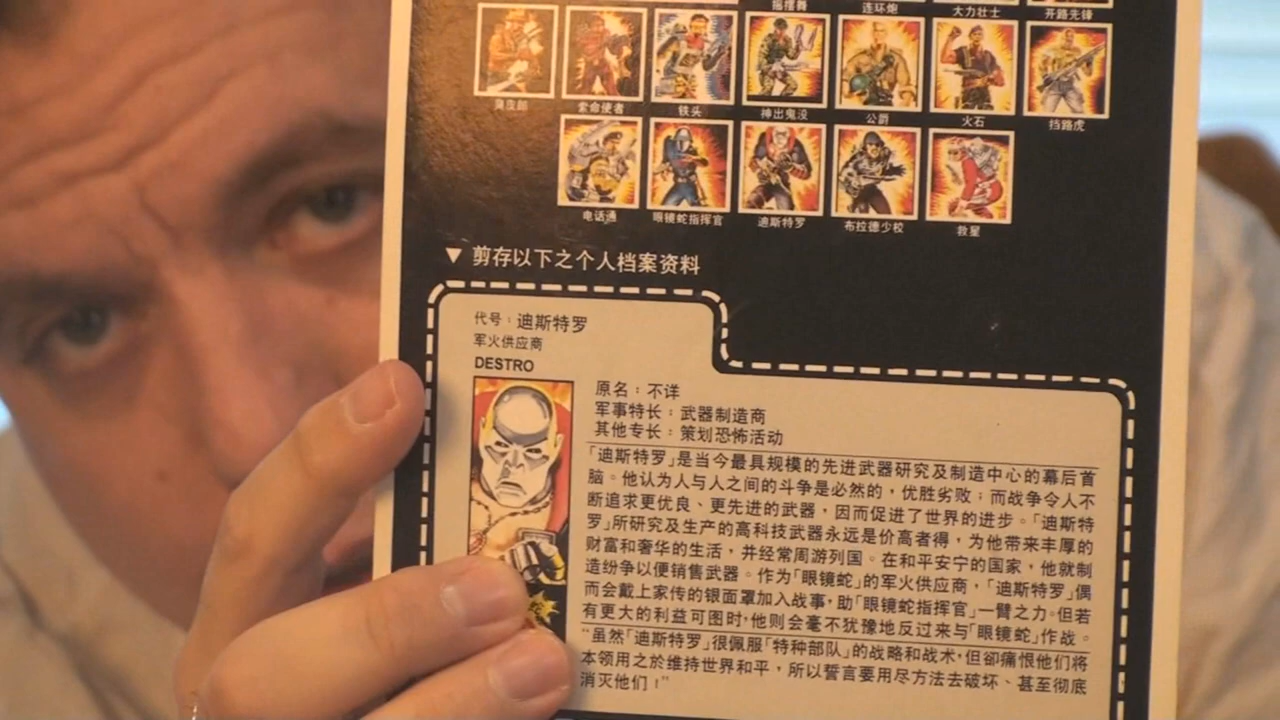 摇摆舞 连环炮 大力壮士 开路先锋
臭皮郎 索命使者 铁头 神出鬼没 公爵 火石 挡路虎
电话通 眼镜蛇指挥官 迪斯特罗 布拉德少校 救星
▼ 剪存以下之个人档案资料
代号：迪斯特罗
军火供应商
DESTRO
原名：不详
军事特长：武器制造商
其他专长：策划恐怖活动
「迪斯特罗」是当今最具规模的先进武器研究及制造中心的幕后首
脑。他认为人与人之间的斗争是必然的，优胜劣败；而战争令人不
断追求更优良、更先进的武器，因而促进了世界的进步。「迪斯特
罗」所研究及生产的高科技武器永远是价高者得，为他带来丰厚的
财富和奢华的生活，并经常周游列国。在和平安宁的国家，他就制
造纷争以便销售武器。作为「眼镜蛇」的军火供应商，「迪斯特罗」偶
而会戴上家传的银面罩加入战事，助「眼镜蛇指挥官」一臂之力。但若
有更大的利益可图时，他则会毫不犹豫地反过来与「眼镜蛇」作战。
“虽然「迪斯特罗」很佩服「特种部队」的战略和战术，但却痛恨他们将
本领用之於维持世界和平，所以誓言要用尽方法去破坏、甚至彻底
消灭他们！”